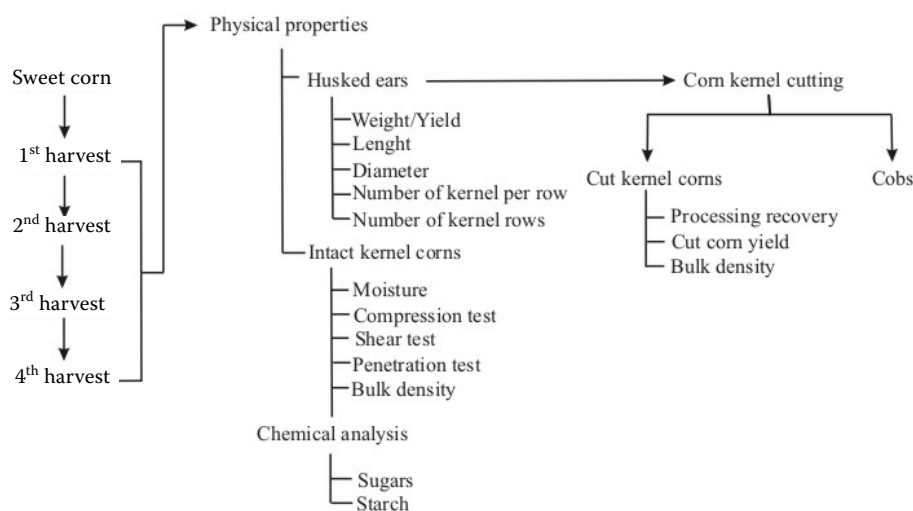 Sweet corn
1st harvest
2nd harvest
3rd harvest
4th harvest
Physical properties
Husked ears
Weight/Yield
Lenght
Diameter
Number of kernel per row
Number of kernel rows
Intact kernel corns
Moisture
Compression test
Shear test
Penetration test
Bulk density
Chemical analysis
Sugars
Starch
Corn kernel cutting
Cut kernel corns
Processing recovery
Cut corn yield
Bulk density
Cobs